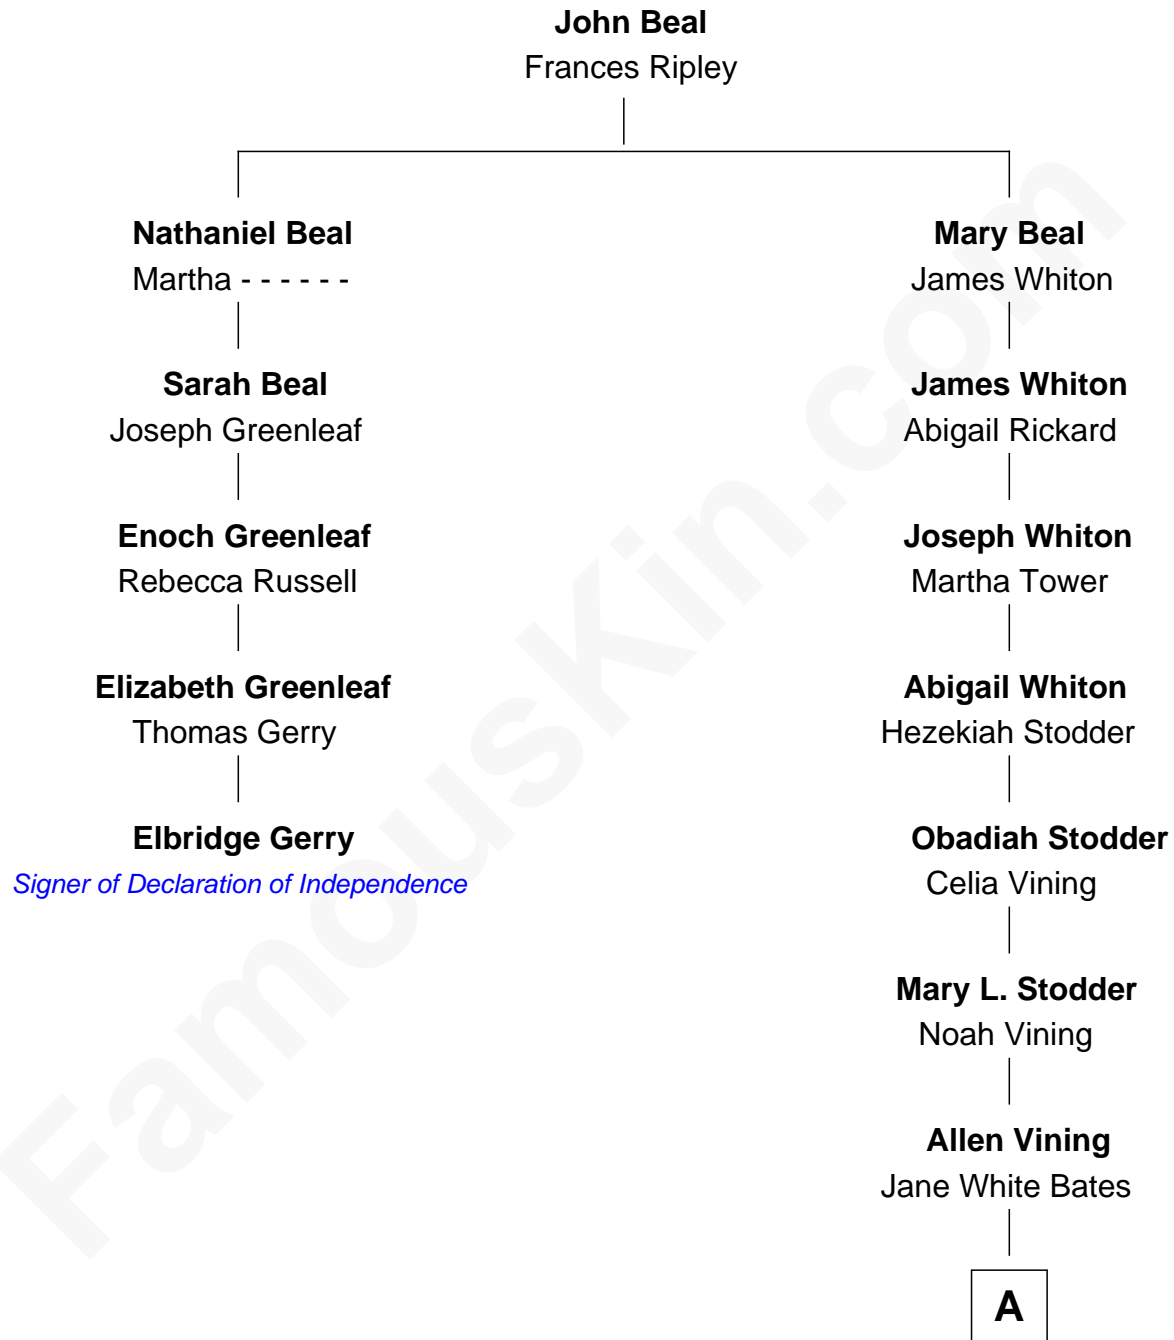 John Beal
Frances Ripley
Nathaniel Beal
Martha - - - - - -
Sarah Beal
Joseph Greenleaf
Enoch Greenleaf
Rebecca Russell
Elizabeth Greenleaf
Thomas Gerry
Elbridge Gerry
Signer of Declaration of Independence
Mary Beal
James Whiton
James Whiton
Abigail Rickard
Joseph Whiton
Martha Tower
Abigail Whiton
Hezekiah Stodder
Obadiah Stodder
Celia Vining
Mary L. Stodder
Noah Vining
Allen Vining
Jane White Bates
A
FamousKin.com